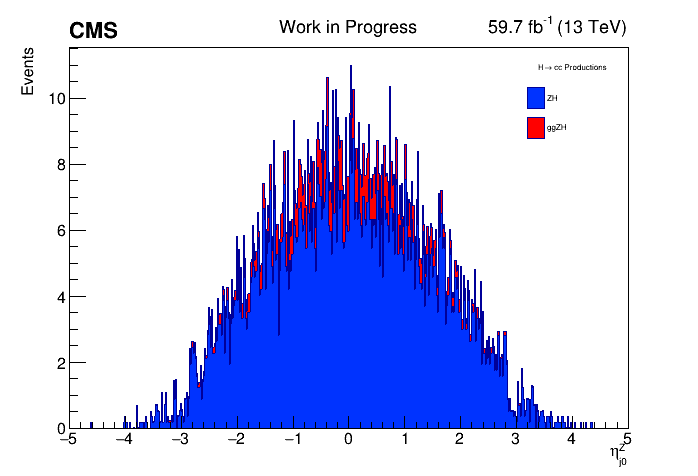 CMS Work in Progress 59.7 fb⁻¹ (13 TeV)
Events
H → cc Productions
ZH
ggZH
10
8
6
4
2
0
−5 −4 −3 −2 −1 0 1 2 3 4 5
η^Z_j0